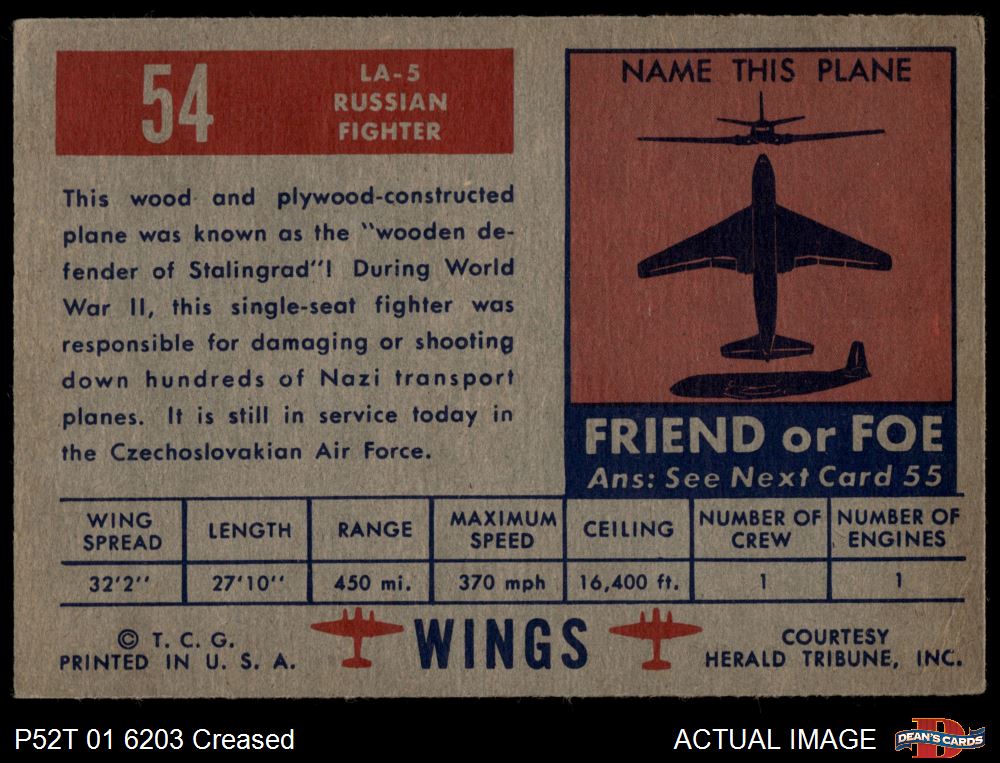 54
LA-5
RUSSIAN
FIGHTER
This wood and plywood-constructed
plane was known as the "wooden de-
fender of Stalingrad"! During World
War II, this single-seat fighter was
responsible for damaging or shooting
down hundreds of Nazi transport
planes. It is still in service today in
the Czechoslovakian Air Force.
NAME THIS PLANE
FRIEND or FOE
Ans: See Next Card 55
WING SPREAD LENGTH RANGE MAXIMUM SPEED CEILING NUMBER OF CREW NUMBER OF ENGINES
32'2'' 27'10'' 450 mi. 370 mph 16,400 ft. 1 1
© T. C. G.
PRINTED IN U. S. A.
WINGS
COURTESY
HERALD TRIBUNE, INC.
P52T 01 6203 Creased
ACTUAL IMAGE
DEAN'S CARDS